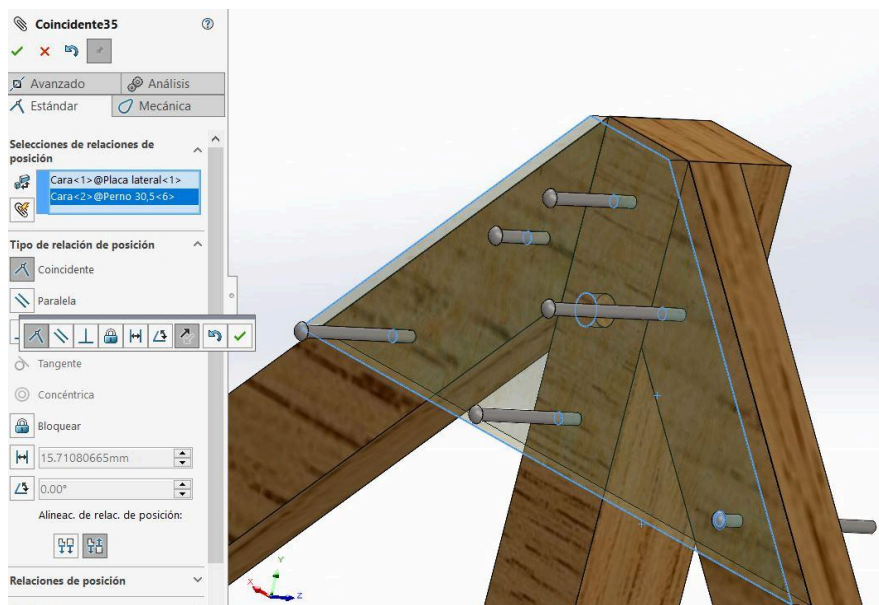 Coincidente35
Avanzado
Análisis
Estándar
Mecánica
Selecciones de relaciones de
posición
Cara<1>@Placa lateral<1>
Cara<2>@Perno 30,5<6>
Tipo de relación de posición
Coincidente
Paralela
Tangente
Concéntrica
Bloquear
15.71080665mm
0.00°
Alineac. de relac. de posición:
Relaciones de posición
Y
X
Z